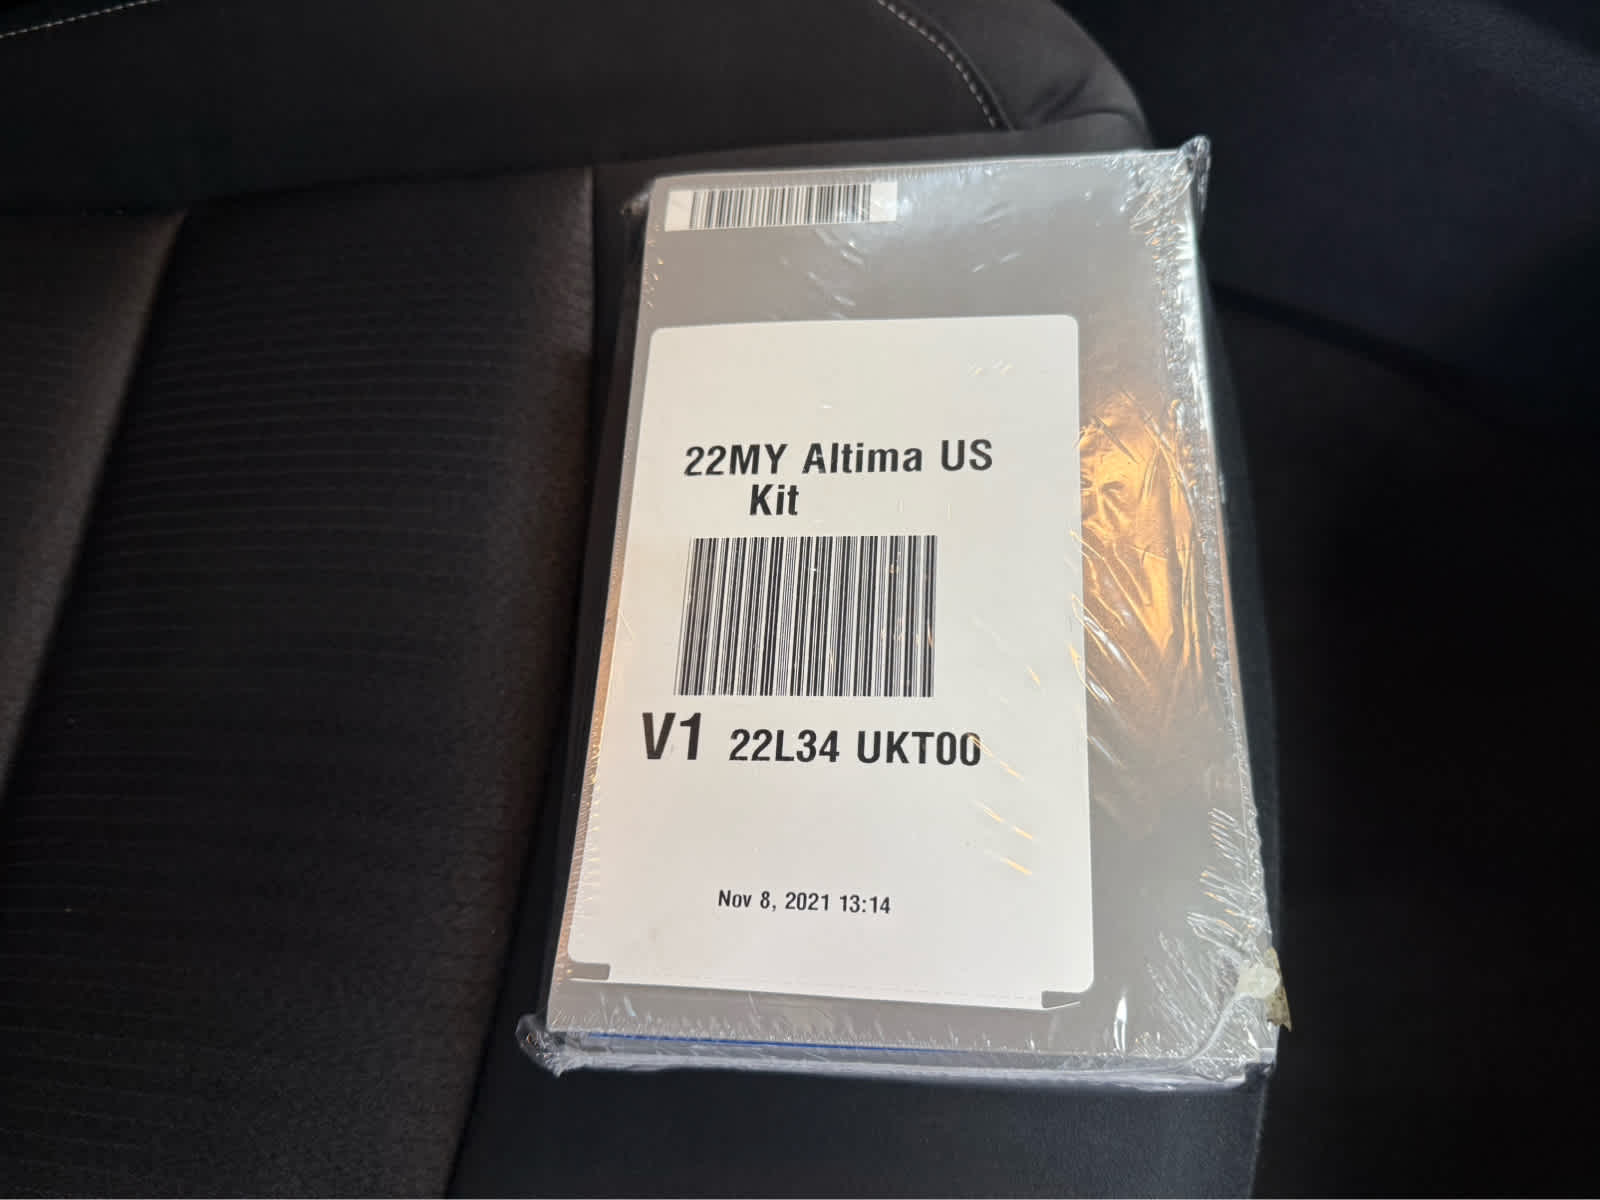 22MY Altima US
Kit
V1 22L34 UKT00
Nov 8, 2021 13:14